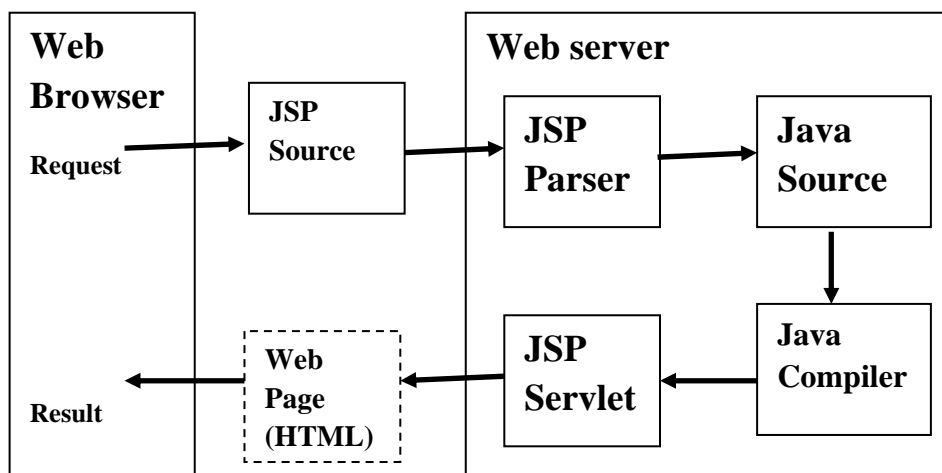 Web
Browser
Request
JSP
Source
Web server
JSP
Parser
Java
Source
Java
Compiler
JSP
Servlet
Web
Page
(HTML)
Result